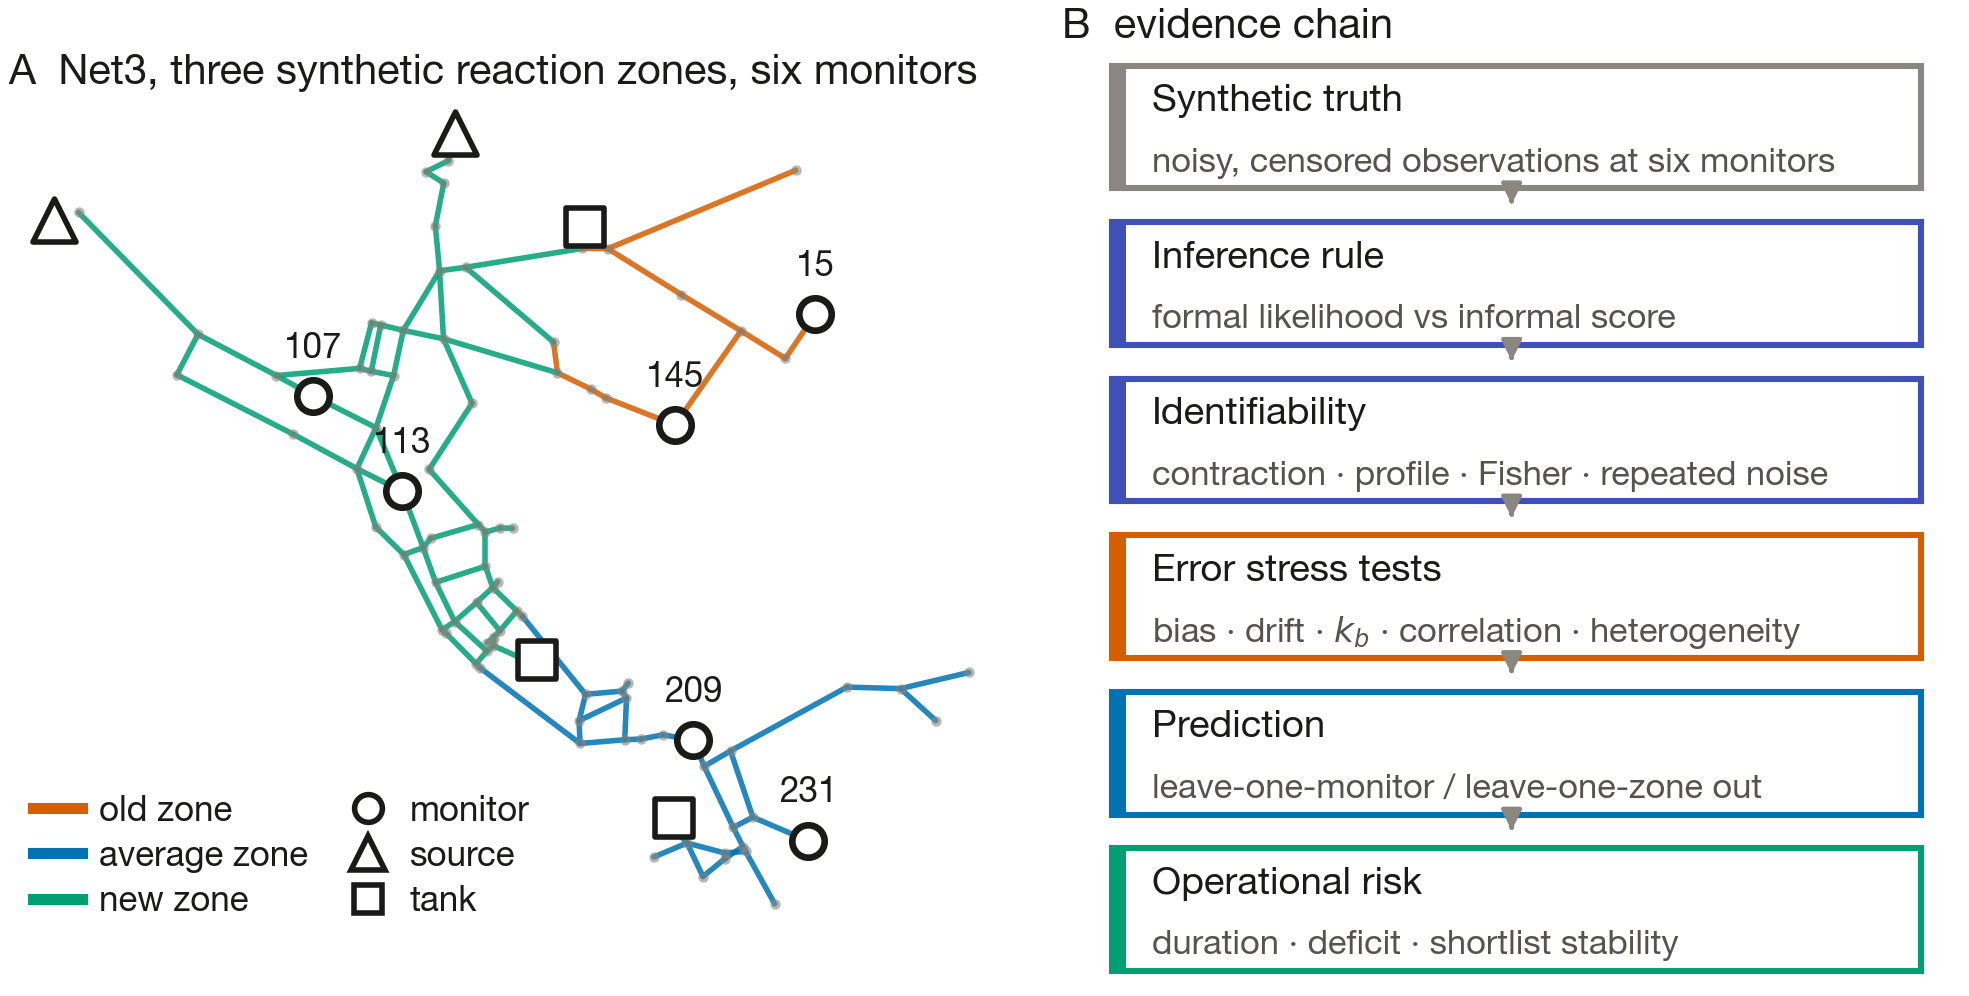 A Net3, three synthetic reaction zones, six monitors
15
107
145
113
209
231
old zone
average zone
new zone
monitor
source
tank
B evidence chain
Synthetic truth
noisy, censored observations at six monitors
Inference rule
formal likelihood vs informal score
Identifiability
contraction · profile · Fisher · repeated noise
Error stress tests
bias · drift · k_b · correlation · heterogeneity
Prediction
leave-one-monitor / leave-one-zone out
Operational risk
duration · deficit · shortlist stability